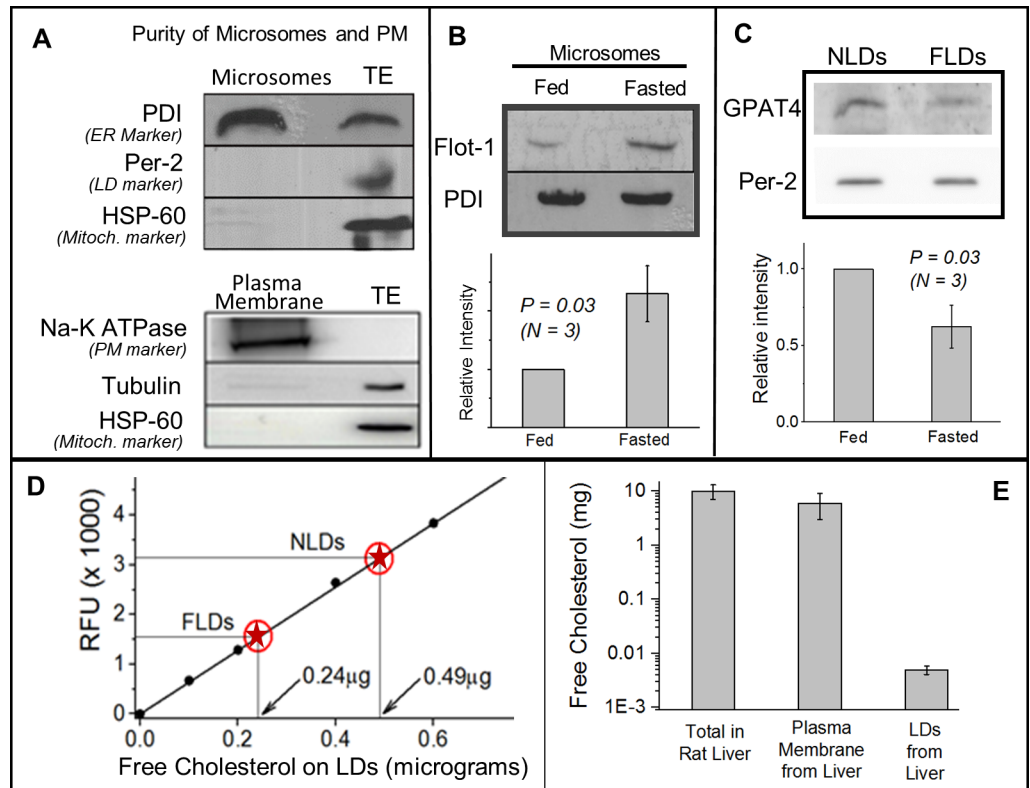 A
Purity of Microsomes and PM
Microsomes TE
PDI
(ER Marker)
Per-2
(LD marker)
HSP-60
(Mitoch. marker)
Plasma
Membrane TE
Na-K ATPase
(PM marker)
Tubulin
HSP-60
(Mitoch. marker)
B
Microsomes
Fed Fasted
Flot-1
PDI
Relative Intensity
P = 0.03
(N = 3)
Fed Fasted
C
NLDs FLDs
GPAT4
Per-2
Relative intensity
1.0
0.5
0.0
P = 0.03
(N = 3)
Fed Fasted
D
RFU (x 1000)
4
3
2
1
0
NLDs
FLDs
0.24µg
0.49µg
0.0 0.2 0.4 0.6
Free Cholesterol on LDs (micrograms)
E
Free Cholesterol (mg)
10
1
0.1
0.01
1E-3
Total in
Rat Liver
Plasma
Membrane
from Liver
LDs
from
Liver